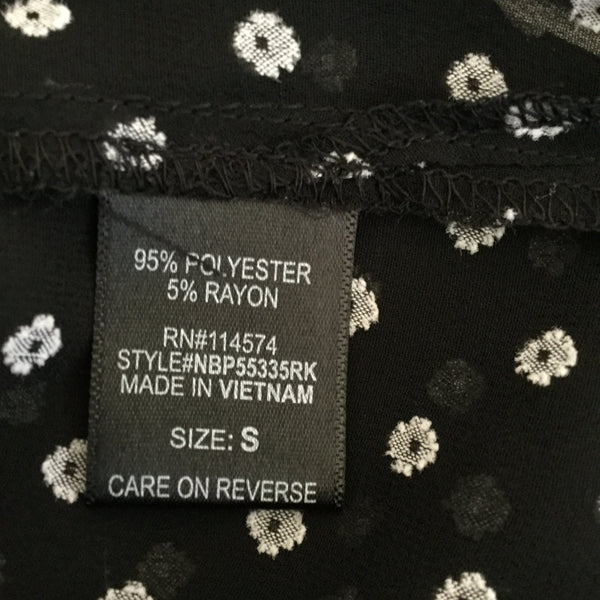 95% POLYESTER
5% RAYON
RN#114574
STYLE#NBP55335RK
MADE IN VIETNAM
SIZE: S
CARE ON REVERSE